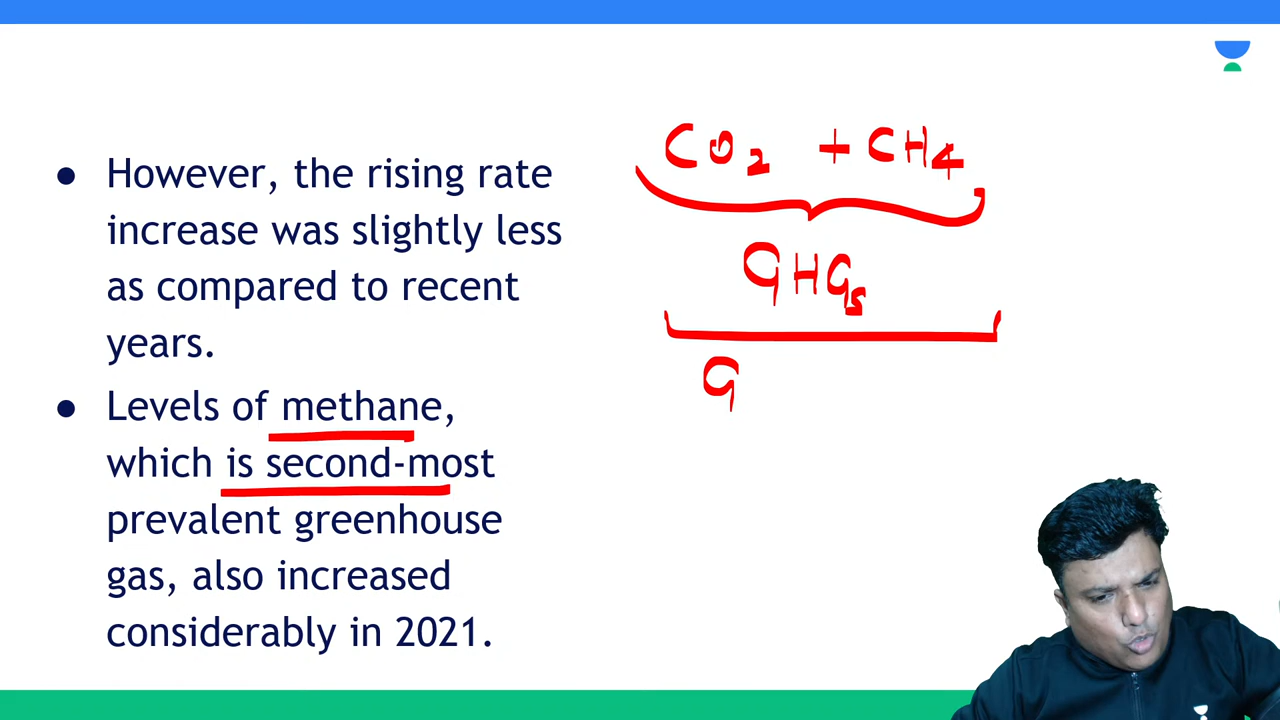 ● However, the rising rate
increase was slightly less
as compared to recent
years.
● Levels of methane,
which is second-most
prevalent greenhouse
gas, also increased
considerably in 2021.
CO2 + CH4
GHGs
G